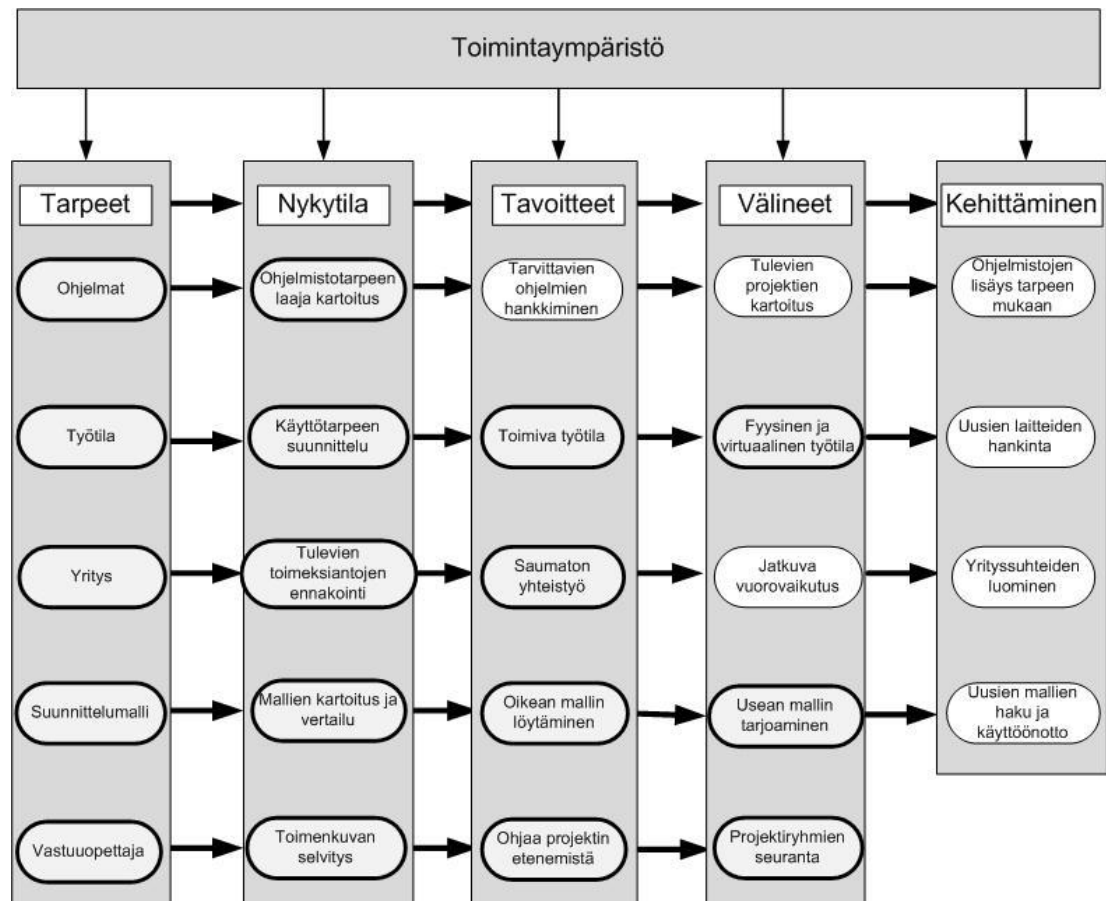 Toimintaympäristö
Tarpeet
Nykytila
Tavoitteet
Välineet
Kehittäminen
Ohjelmat
Ohjelmistotarpeen
laaja kartoitus
Tarvittavien
ohjelmien
hankkiminen
Tulevien
projektien
kartoitus
Ohjelmistojen
lisäys tarpeen
mukaan
Työtila
Käyttötarpeen
suunnittelu
Toimiva työtila
Fyysinen ja
virtuaalinen työtila
Uusien laitteiden
hankinta
Yritys
Tulevien
toimeksiantojen
ennakointi
Saumaton
yhteistyö
Jatkuva
vuorovaikutus
Yrityssuhteiden
luominen
Suunnittelumalli
Mallien kartoitus ja
vertailu
Oikean mallin
löytäminen
Usean mallin
tarjoaminen
Uusien mallien
haku ja
käyttöönotto
Vastuuopettaja
Toimenkuvan
selvitys
Ohjaa projektin
etenemistä
Projektiryhmien
seuranta